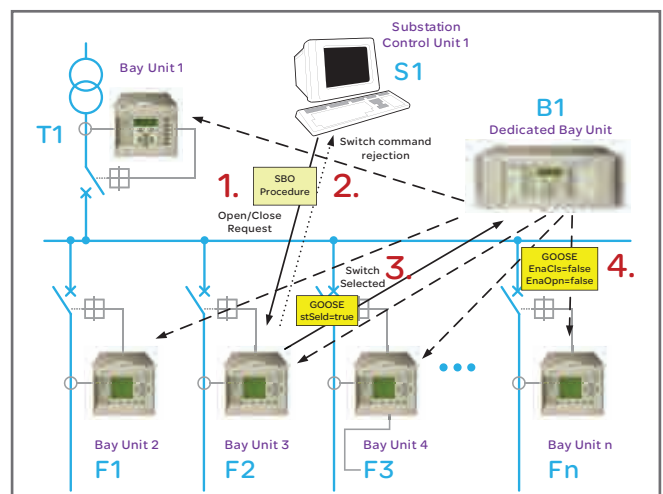 Substation
Control Unit 1
S1
Bay Unit 1
T1
B1
Dedicated Bay Unit
Switch command
rejection
1.
SBO
Procedure
2.
Open/Close
Request
3.
Switch
Selected
GOOSE
stSeld=true
GOOSE
EnaCls=false
EnaOpn=false
4.
Bay Unit 2
F1
Bay Unit 3
F2
Bay Unit 4
F3
Bay Unit n
Fn